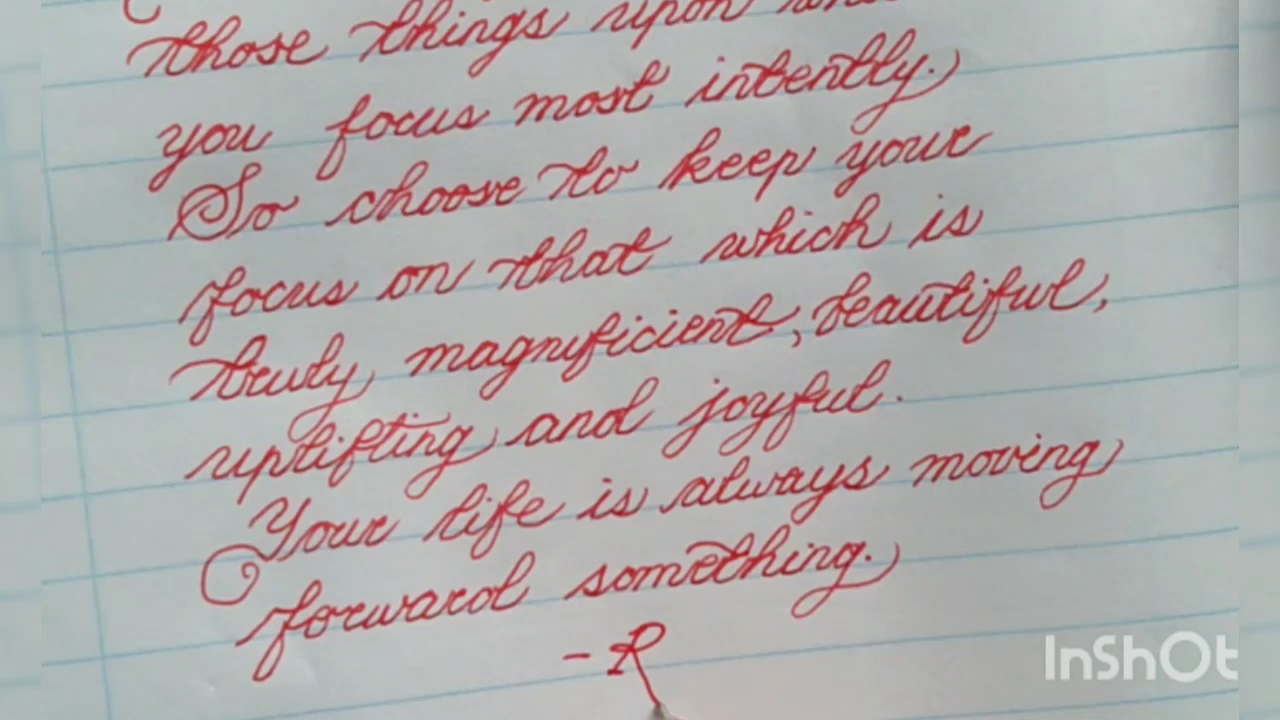 those things upon
you focus most intently.
So choose to keep your
focus on that which is
truly magnificient, beautiful,
uplifting and joyful.
Your life is always moving
forward something.
- R
InShOt